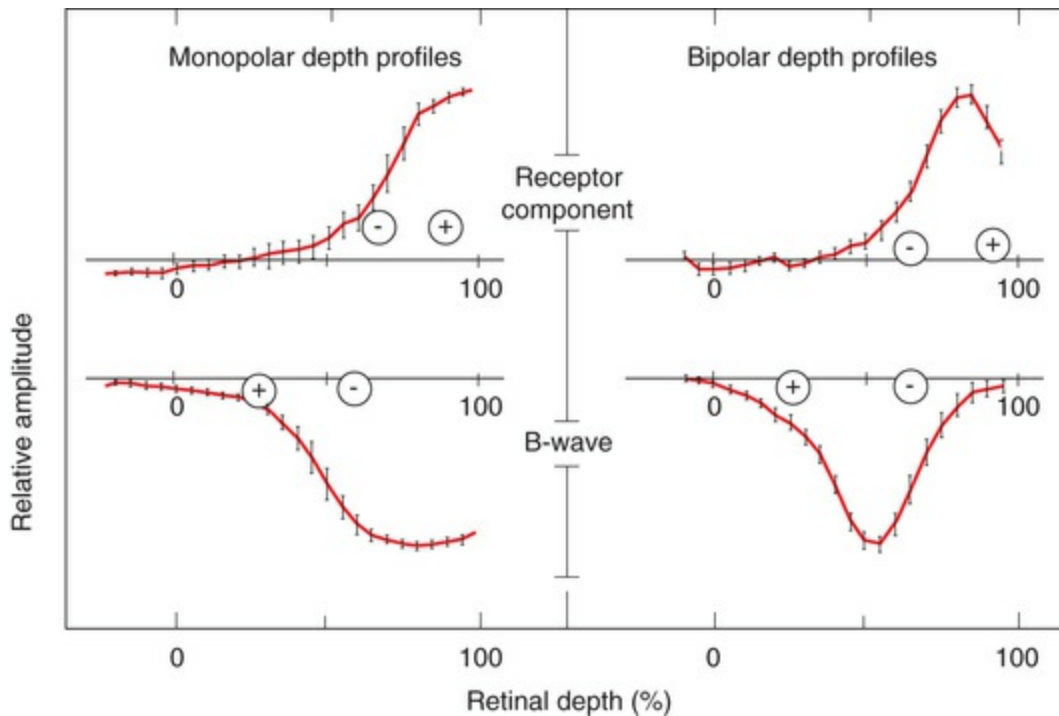 Monopolar depth profiles
Bipolar depth profiles
Receptor
component
- +
- +
0 100
0 100
+ -
+ -
0 100
0 100
B-wave
Relative amplitude
0 100
0 100
Retinal depth (%)